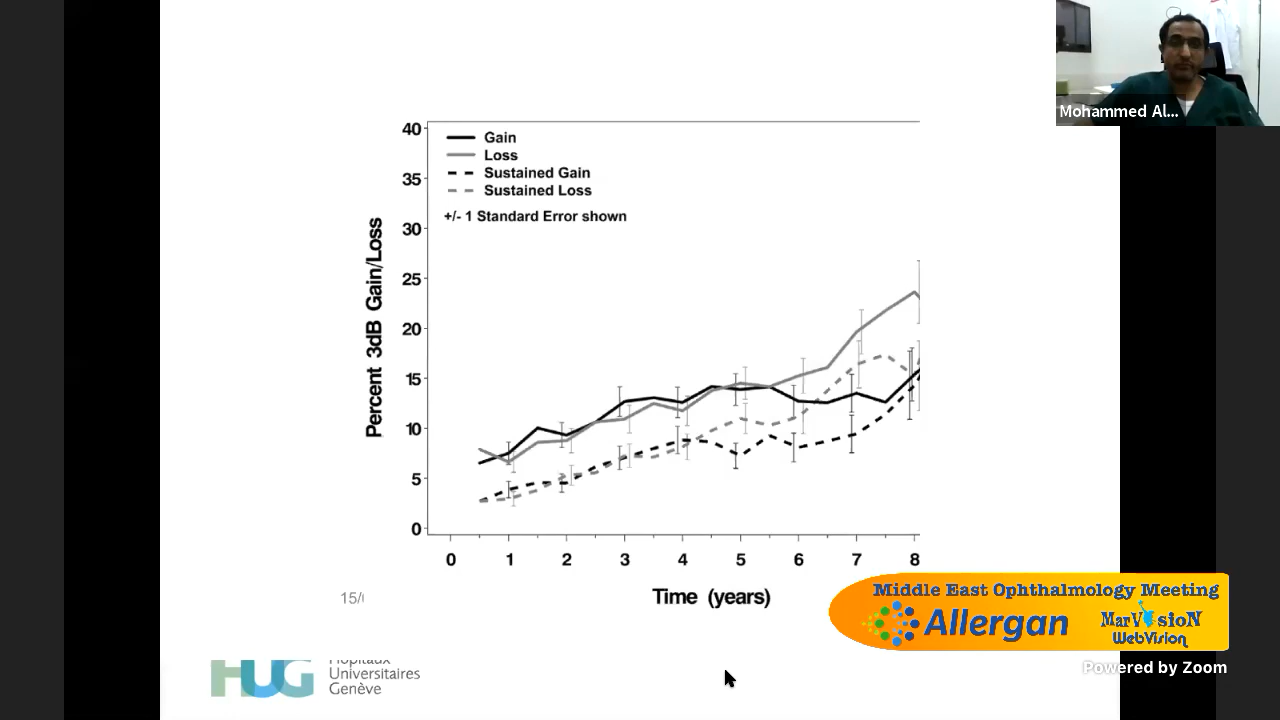 Mohammed Al...
40
35
30
25
20
15
10
5
0
Percent 3dB Gain/Loss
Gain
Loss
Sustained Gain
Sustained Loss
+/- 1 Standard Error shown
0 1 2 3 4 5 6 7 8
Time (years)
15/
Middle East Ophthalmology Meeting
Allergan
MarVision
WebVision
Powered by Zoom
HUG
Hôpitaux
Universitaires
Genève